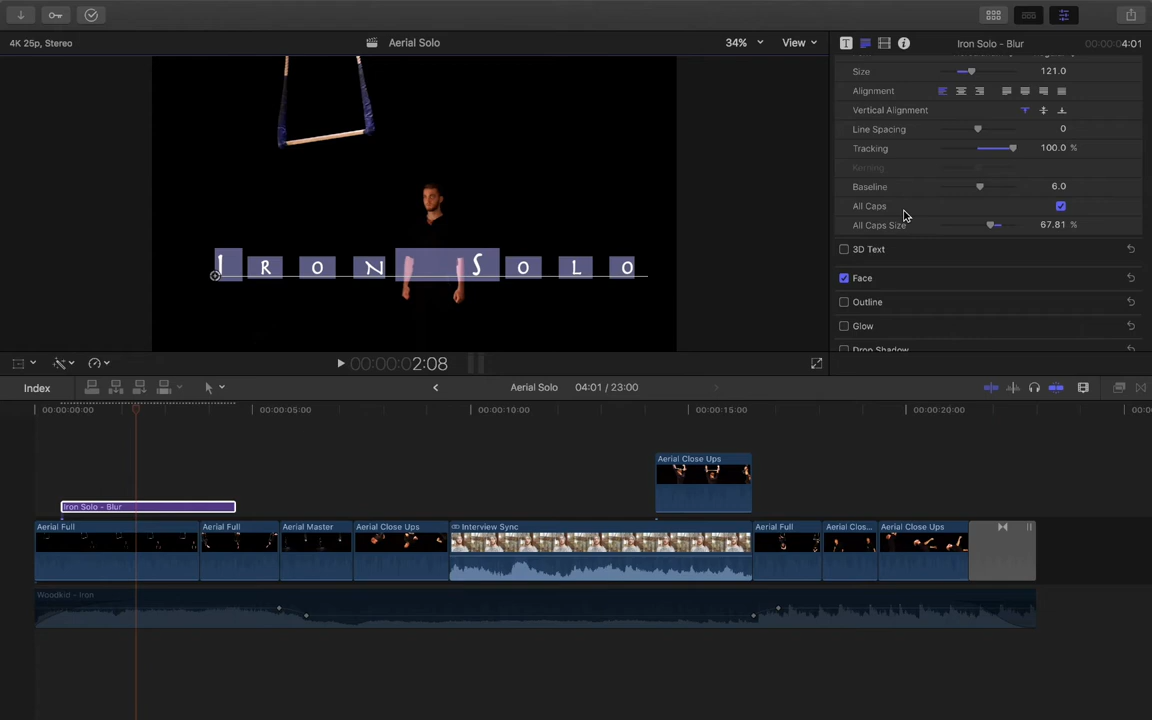 4K 25p, Stereo
Aerial Solo
34%
View
Iron Solo - Blur
00:00:04:01
Size
121.0
Alignment
Vertical Alignment
Line Spacing
0
Tracking
100.0 %
Kerning
Baseline
6.0
All Caps
All Caps Size
67.81 %
3D Text
Face
Outline
Glow
Drop Shadow
IRON SOLO
00:00:02:08
Index
Aerial Solo
04:01 / 23:00
00:00:00:00
00:00:05:00
00:00:10:00
00:00:15:00
00:00:20:00
Aerial Close Ups
Iron Solo - Blur
Aerial Full
Aerial Full
Aerial Master
Aerial Close Ups
Interview Sync
Aerial Full
Aerial Clos...
Aerial Close Ups
Woodkid - Iron